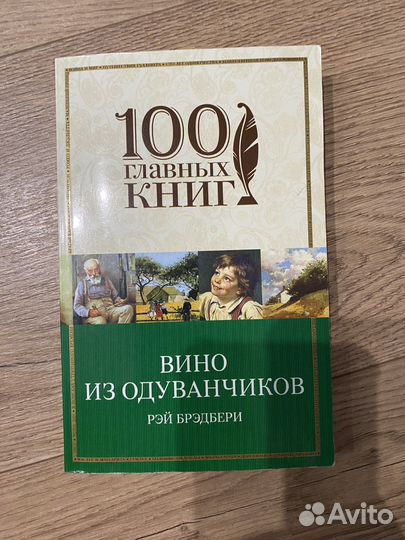 100
ГЛАВНЫХ
КНИГ
ВИНО
ИЗ ОДУВАНЧИКОВ
РЭЙ БРЭДБЕРИ
Avito